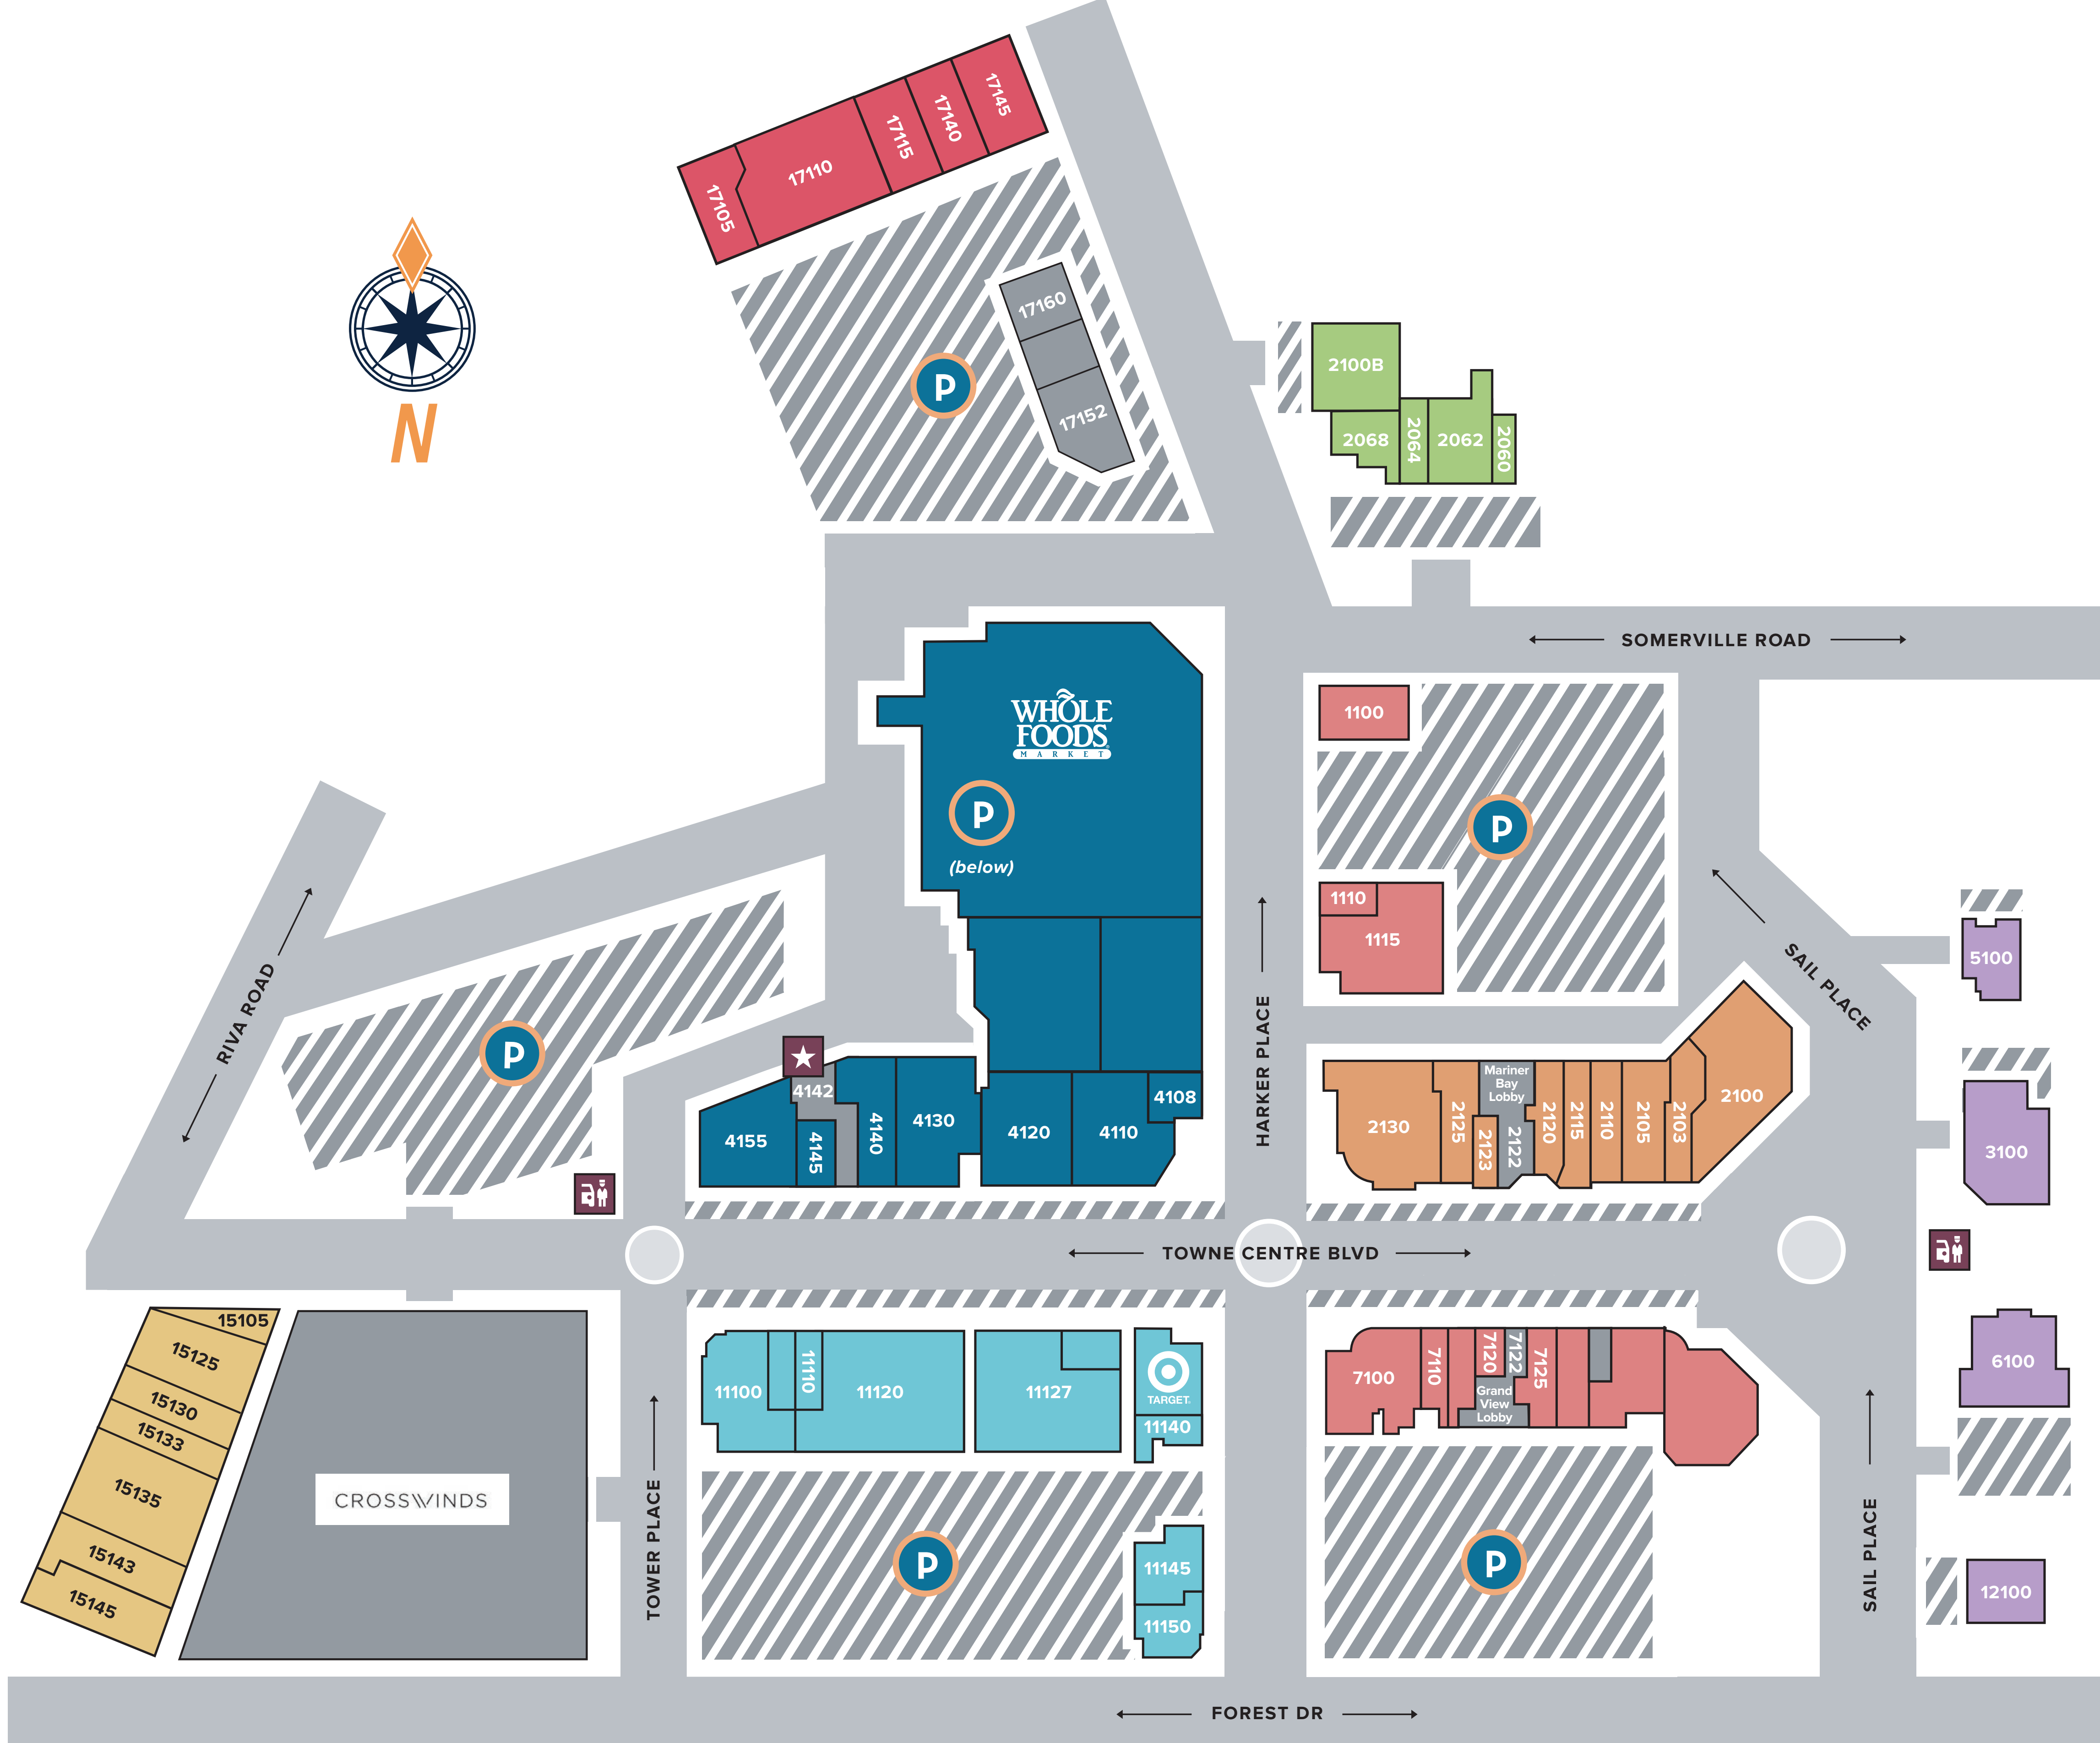 17145
17140
17115
17110
17105
N
17160
17152
P
2100B
2068
2064
2062
2060
SOMERVILLE ROAD
WHOLE
FOODS
MARKET
P
(below)
1100
P
1110
1115
HARKER PLACE
SAIL PLACE
5100
3100
RIVA ROAD
P
4142
4155
4145
4140
4130
4120
4110
4108
2130
2125
2123
Mariner
Bay
Lobby
2122
2120
2115
2110
2105
2103
2100
TOWNE CENTRE BLVD
15105
15125
15130
15133
15135
15143
15145
CROSSWINDS
TOWER PLACE
11100
11110
11120
11127
TARGET
11140
P
11145
11150
7100
7110
7120
7122
7125
Grand
View
Lobby
P
6100
SAIL PLACE
12100
FOREST DR